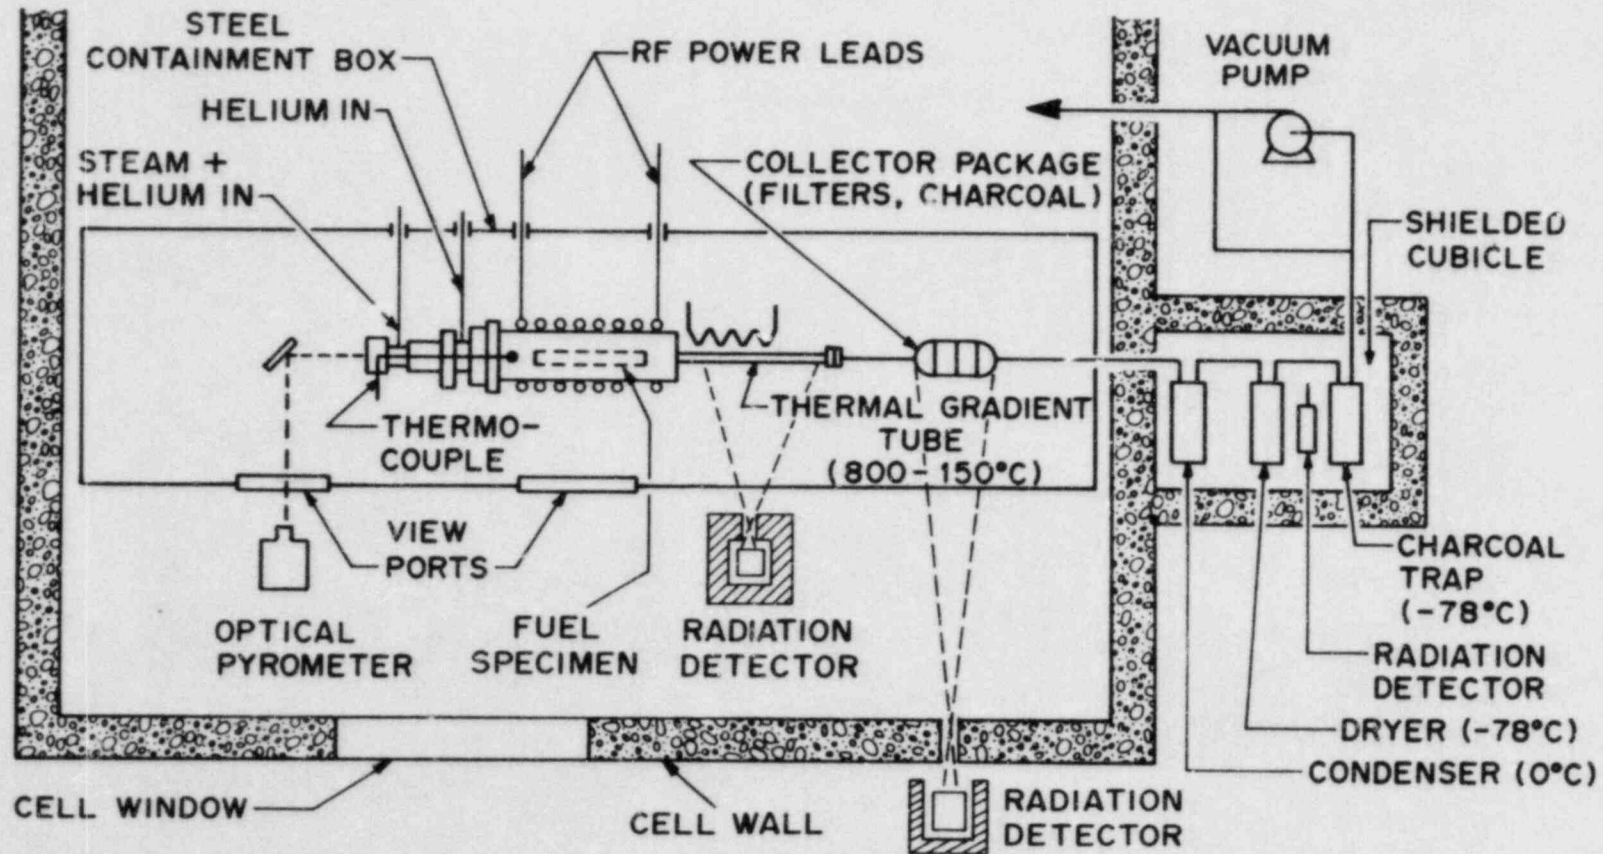 STEEL
CONTAINMENT BOX
HELIUM IN
STEAM +
HELIUM IN
RF POWER LEADS
COLLECTOR PACKAGE
(FILTERS, CHARCOAL)
VACUUM
PUMP
SHIELDED
CUBICLE
THERMO-
COUPLE
THERMAL GRADIENT
TUBE
(800-150°C)
VIEW
PORTS
OPTICAL
PYROMETER
FUEL
SPECIMEN
RADIATION
DETECTOR
CHARCOAL
TRAP
(-78°C)
RADIATION
DETECTOR
DRYER (-78°C)
CONDENSER (0°C)
CELL WINDOW
CELL WALL
RADIATION
DETECTOR